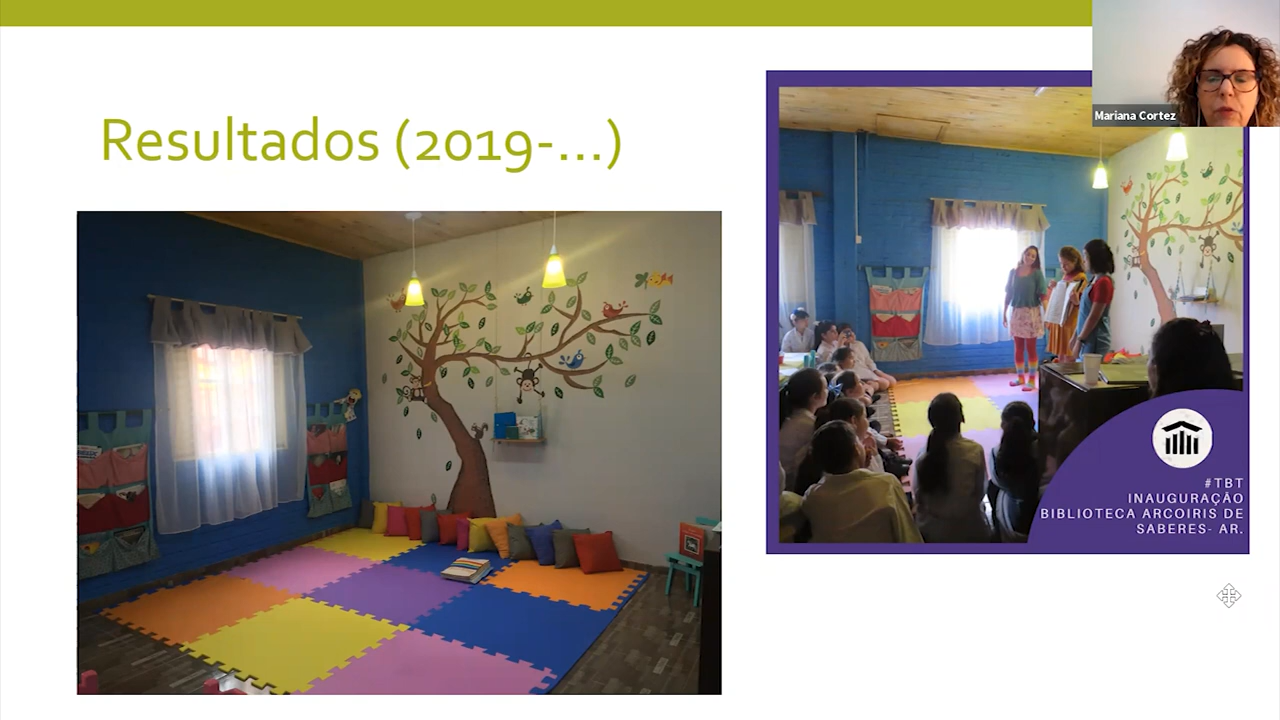 Resultados (2019-...)
Mariana Cortez
#TBT
INAUGURAÇÃO
BIBLIOTECA ARCOIRIS DE
SABERES- AR.